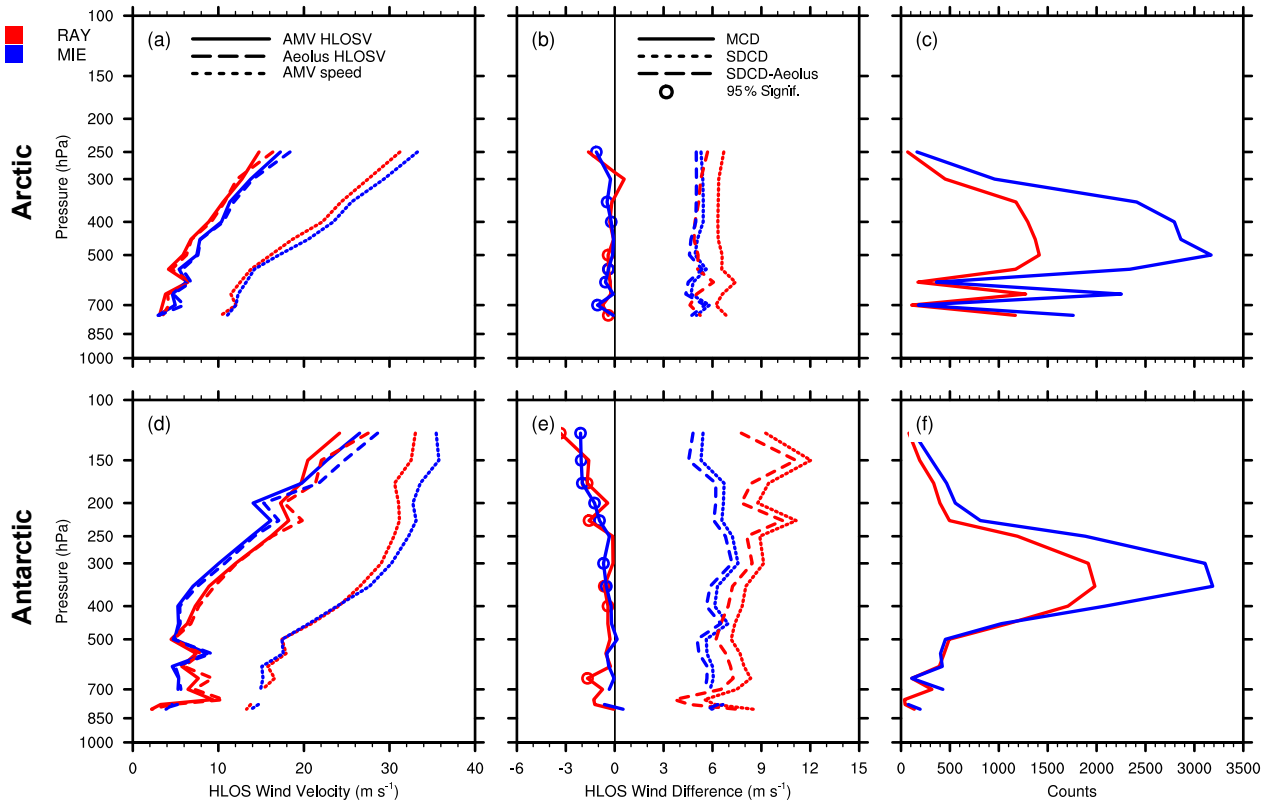 RAY
MIE
(a)
AMV HLOSV
Aeolus HLOSV
AMV speed
(b)
MCD
SDCD
SDCD-Aeolus
95% Signif.
(c)
Arctic
Pressure (hPa)
100
150
200
250
300
400
500
700
850
1000
(d)
(e)
(f)
Antarctic
Pressure (hPa)
100
150
200
250
300
400
500
700
850
1000
0 10 20 30 40
HLOS Wind Velocity (m s⁻¹)
-6 -3 0 3 6 9 12 15
HLOS Wind Difference (m s⁻¹)
0 500 1000 1500 2000 2500 3000 3500
Counts